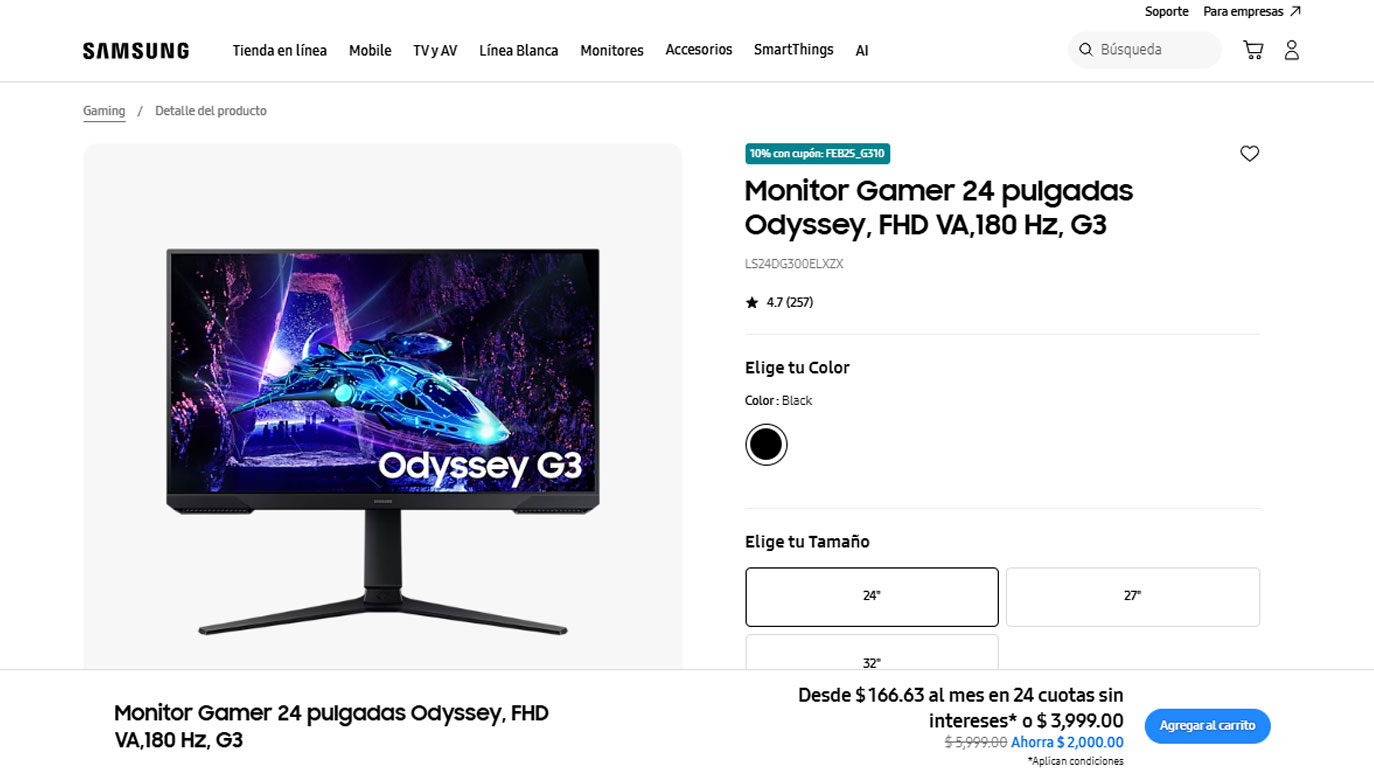 Soporte Para empresas
SAMSUNG Tienda en línea Mobile TV y AV Línea Blanca Monitores Accesorios SmartThings AI Búsqueda
Gaming / Detalle del producto
10% con cupón: FEB25_G310
Monitor Gamer 24 pulgadas
Odyssey, FHD VA,180 Hz, G3
LS24DG300ELXZX
4.7 (257)
Elige tu Color
Color : Black
Odyssey G3
SAMSUNG
Elige tu Tamaño
24" 27"
32"
Monitor Gamer 24 pulgadas Odyssey, FHD
VA,180 Hz, G3
Desde $ 166.63 al mes en 24 cuotas sin
intereses* o $ 3,999.00
$ 5,999.00 Ahorra $ 2,000.00
*Aplican condiciones
Agregar al carrito